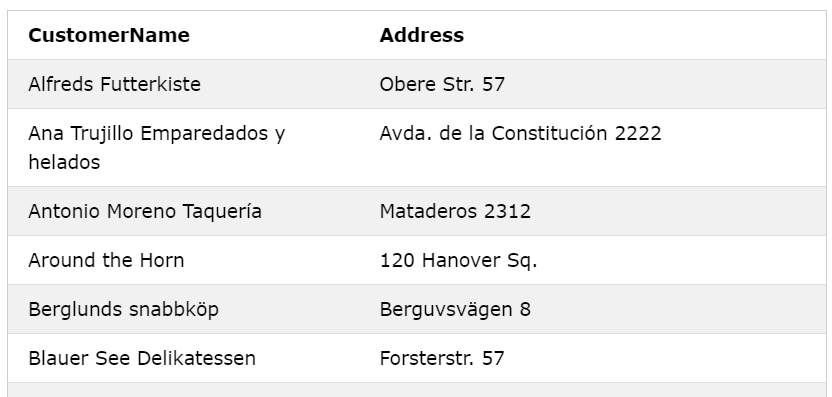 CustomerName Address
Alfreds Futterkiste Obere Str. 57
Ana Trujillo Emparedados y Avda. de la Constitución 2222
helados
Antonio Moreno Taquería Mataderos 2312
Around the Horn 120 Hanover Sq.
Berglunds snabbköp Berguvsvägen 8
Blauer See Delikatessen Forsterstr. 57